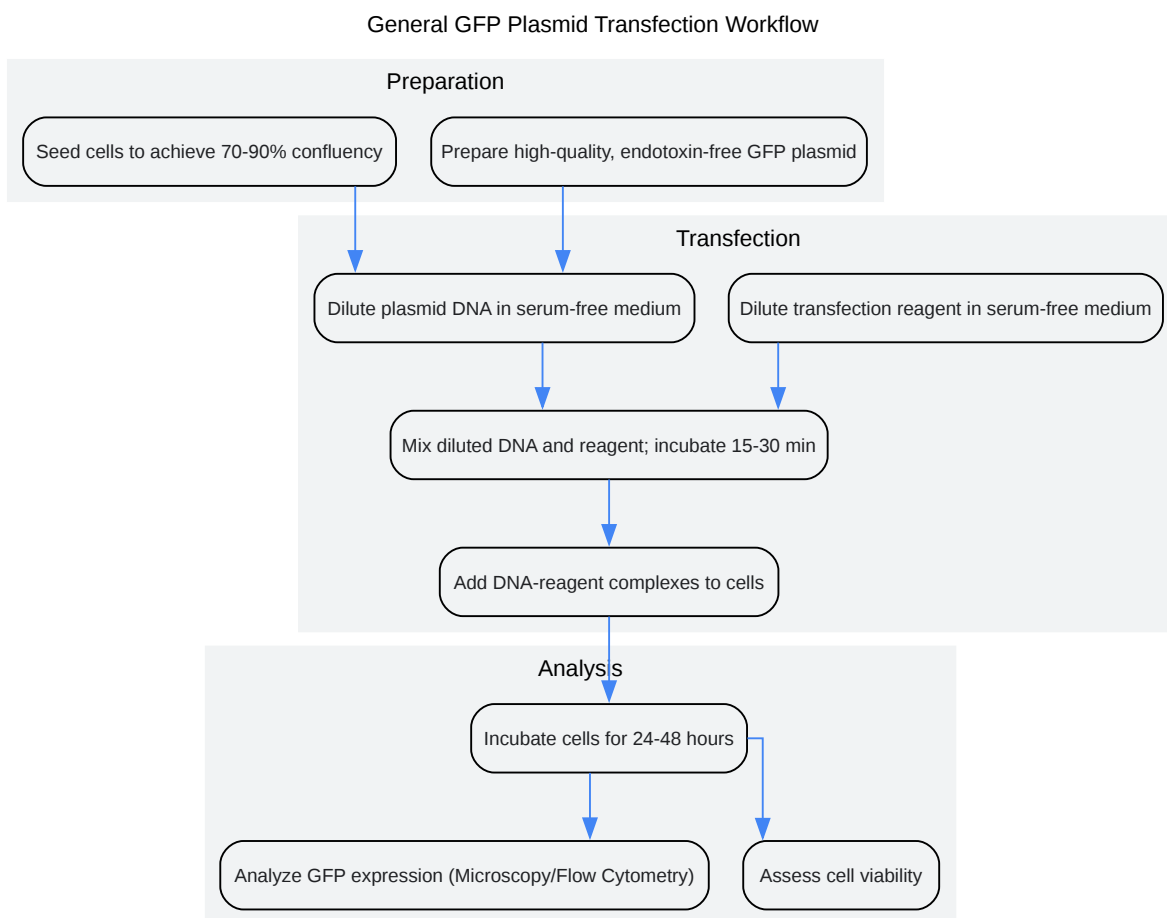 General GFP Plasmid Transfection Workflow
Preparation
Seed cells to achieve 70-90% confluency
Prepare high-quality, endotoxin-free GFP plasmid
Transfection
Dilute plasmid DNA in serum-free medium
Dilute transfection reagent in serum-free medium
Mix diluted DNA and reagent; incubate 15-30 min
Add DNA-reagent complexes to cells
Analysis
Incubate cells for 24-48 hours
Analyze GFP expression (Microscopy/Flow Cytometry)
Assess cell viability